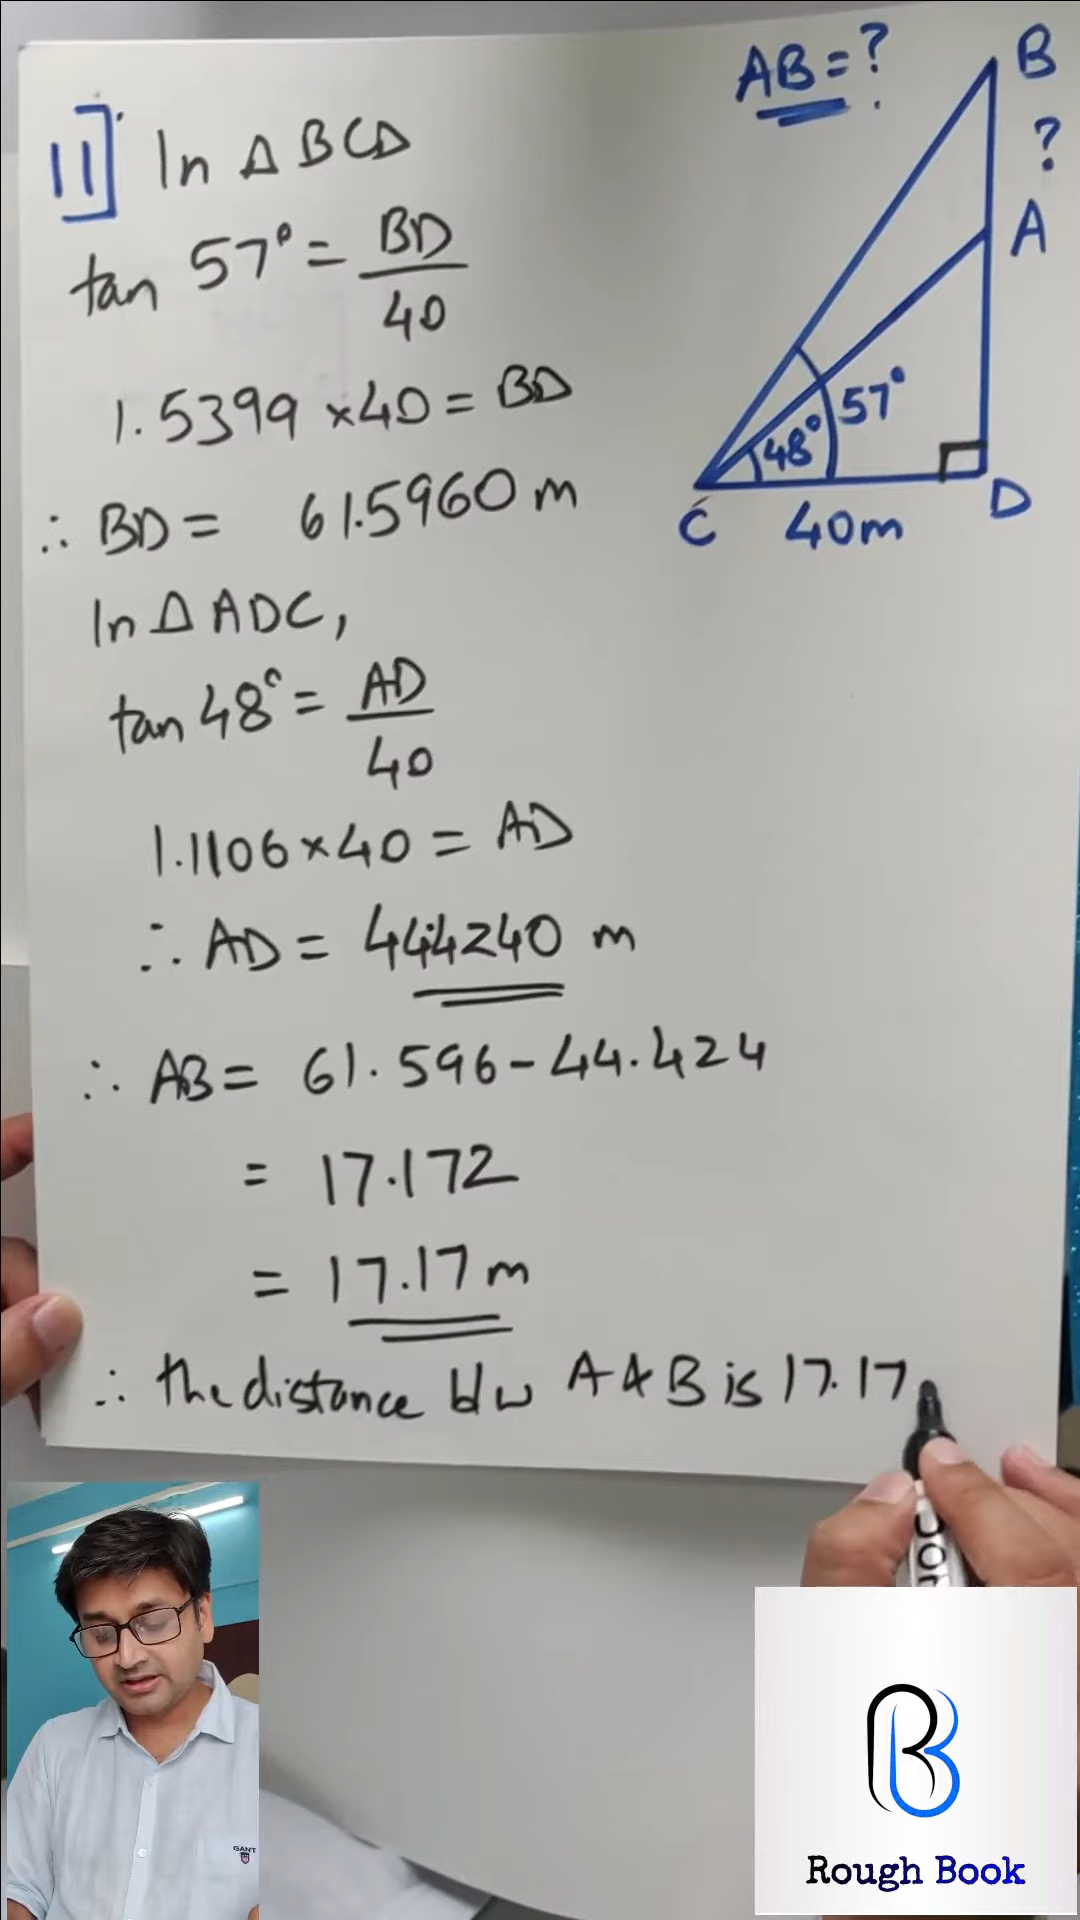 11] In Δ BCD
tan 57° = BD/40
1.5399 × 40 = BD
∴ BD = 61.5960 m
In Δ ADC,
tan 48° = AD/40
1.1106 × 40 = AD
∴ AD = 44.4240 m
∴ AB = 61.596 - 44.424
= 17.172
= 17.17 m
∴ the distance b/w A & B is 17.17
AB = ?
B
?
A
57°
48°
C
40m
D
GANT
Rough Book